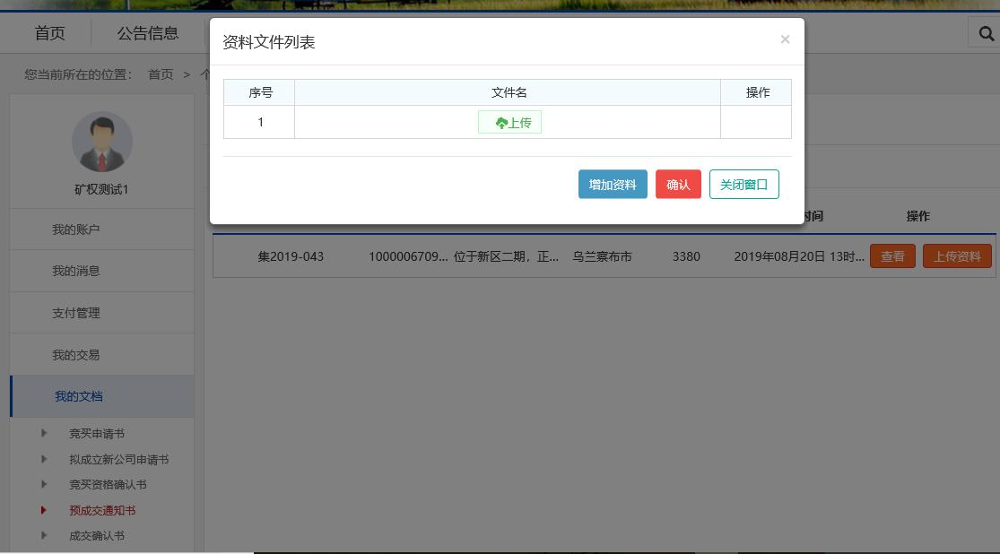 首页 公告信息
您当前所在的位置： 首页 > 个
矿权测试1
我的账户
我的消息
支付管理
我的交易
我的文档
竞买申请书
拟成立新公司申请书
竞买资格确认书
预成交通知书
成交确认书
资料文件列表 ×
序号 文件名 操作
1 上传
增加资料 确认 关闭窗口
时间 操作
集2019-043 1000006709... 位于新区二期，正... 乌兰察布市 3380 2019年08月20日 13时... 查看 上传资料